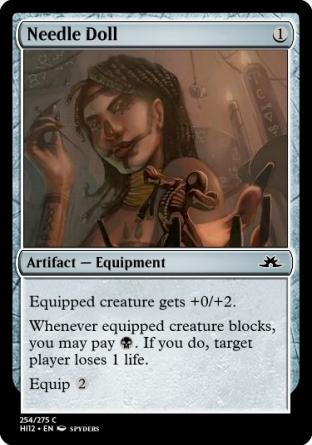 Needle Doll 1
Artifact — Equipment
Equipped creature gets +0/+2.
Whenever equipped creature blocks,
you may pay . If you do, target
player loses 1 life.
Equip 2
254/275 C
HI12 • EN SPYDERS